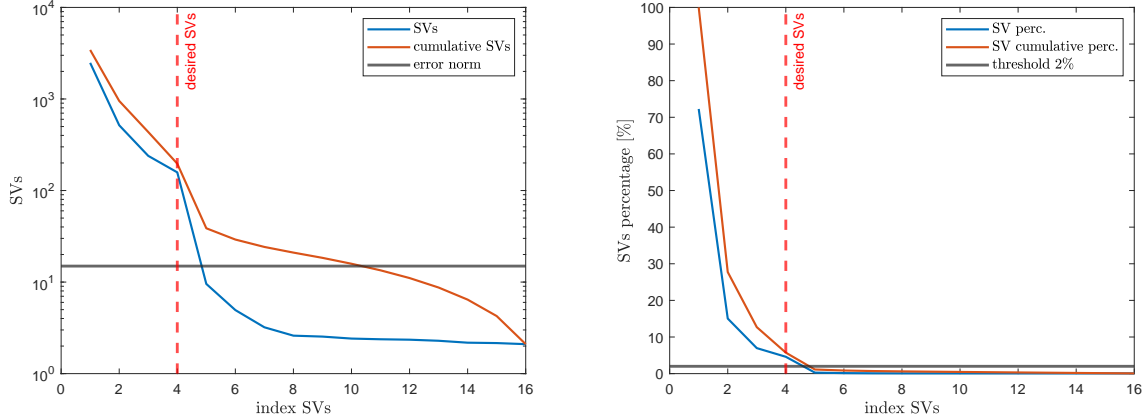 10^4
10^3
10^2
10^1
10^0
SVs
0
2
4
6
8
10
12
14
16
index SVs
desired SVs
SVs
cumulative SVs
error norm
100
90
80
70
60
50
40
30
20
10
0
SVs percentage [%]
0
2
4
6
8
10
12
14
16
index SVs
desired SVs
SV perc.
SV cumulative perc.
threshold 2%